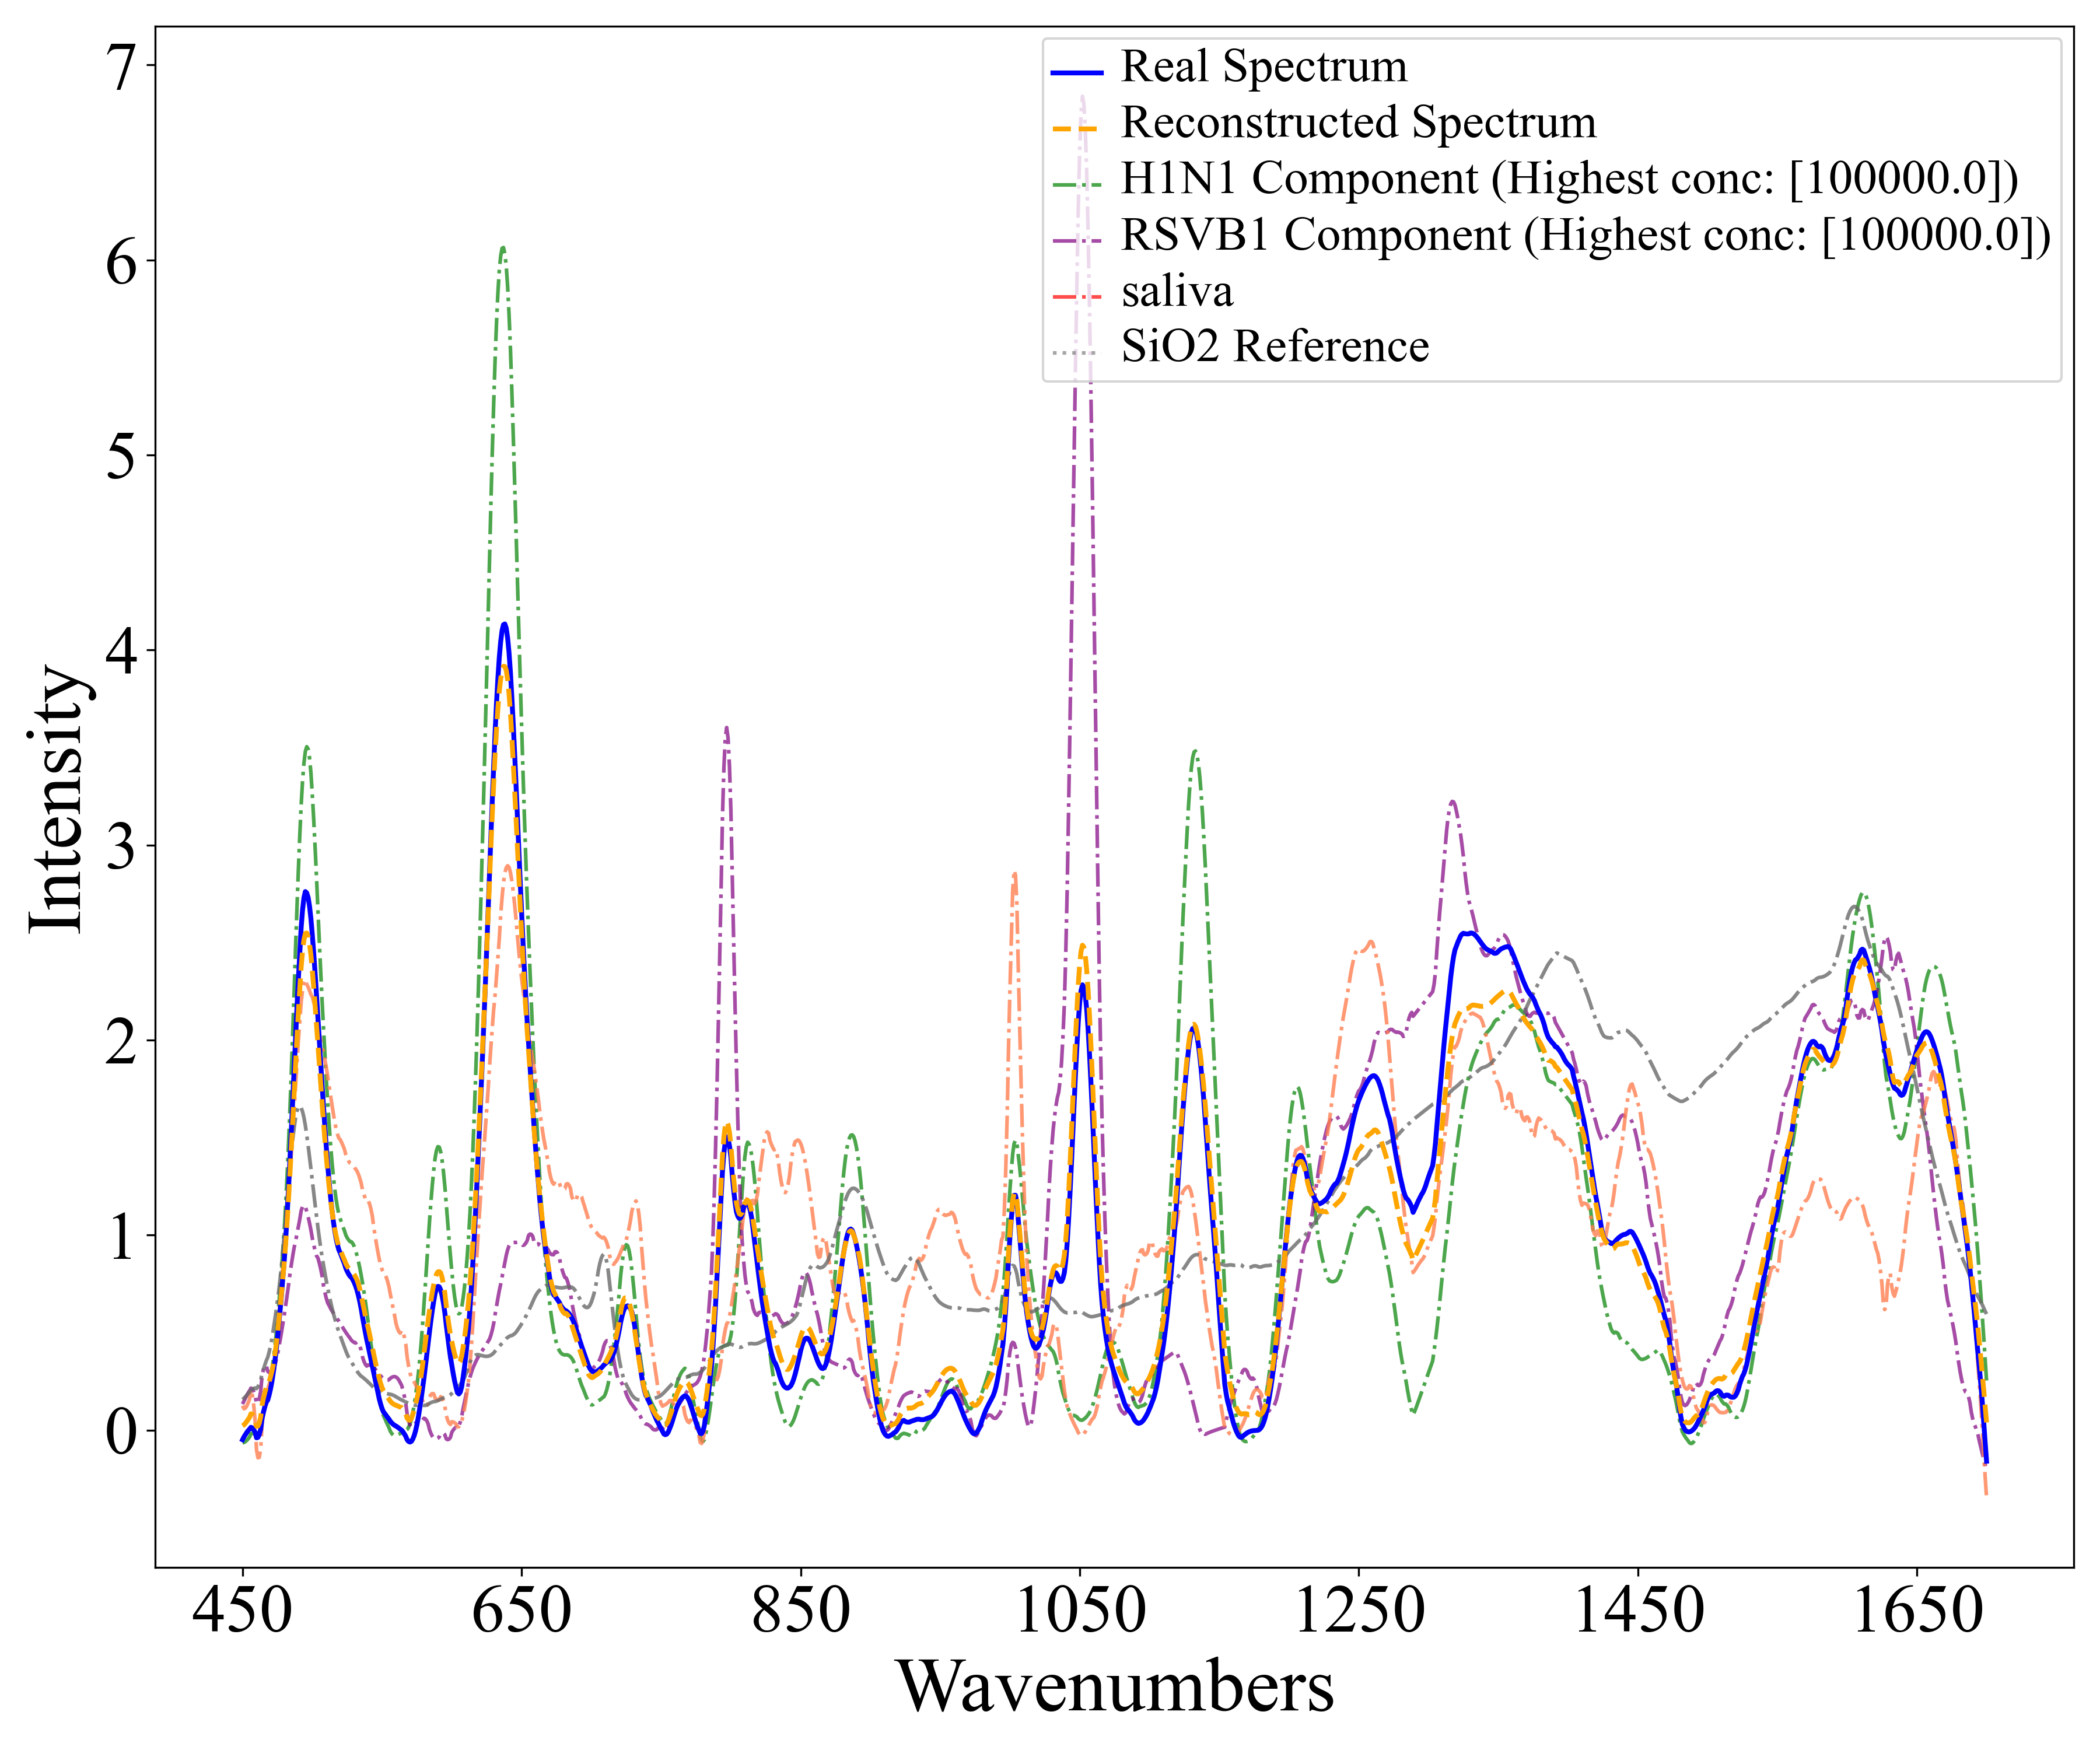 7
6
5
4
3
2
1
0
Intensity
Real Spectrum
Reconstructed Spectrum
H1N1 Component (Highest conc: [100000.0])
RSVB1 Component (Highest conc: [100000.0])
saliva
SiO2 Reference
450 650 850 1050 1250 1450 1650
Wavenumbers